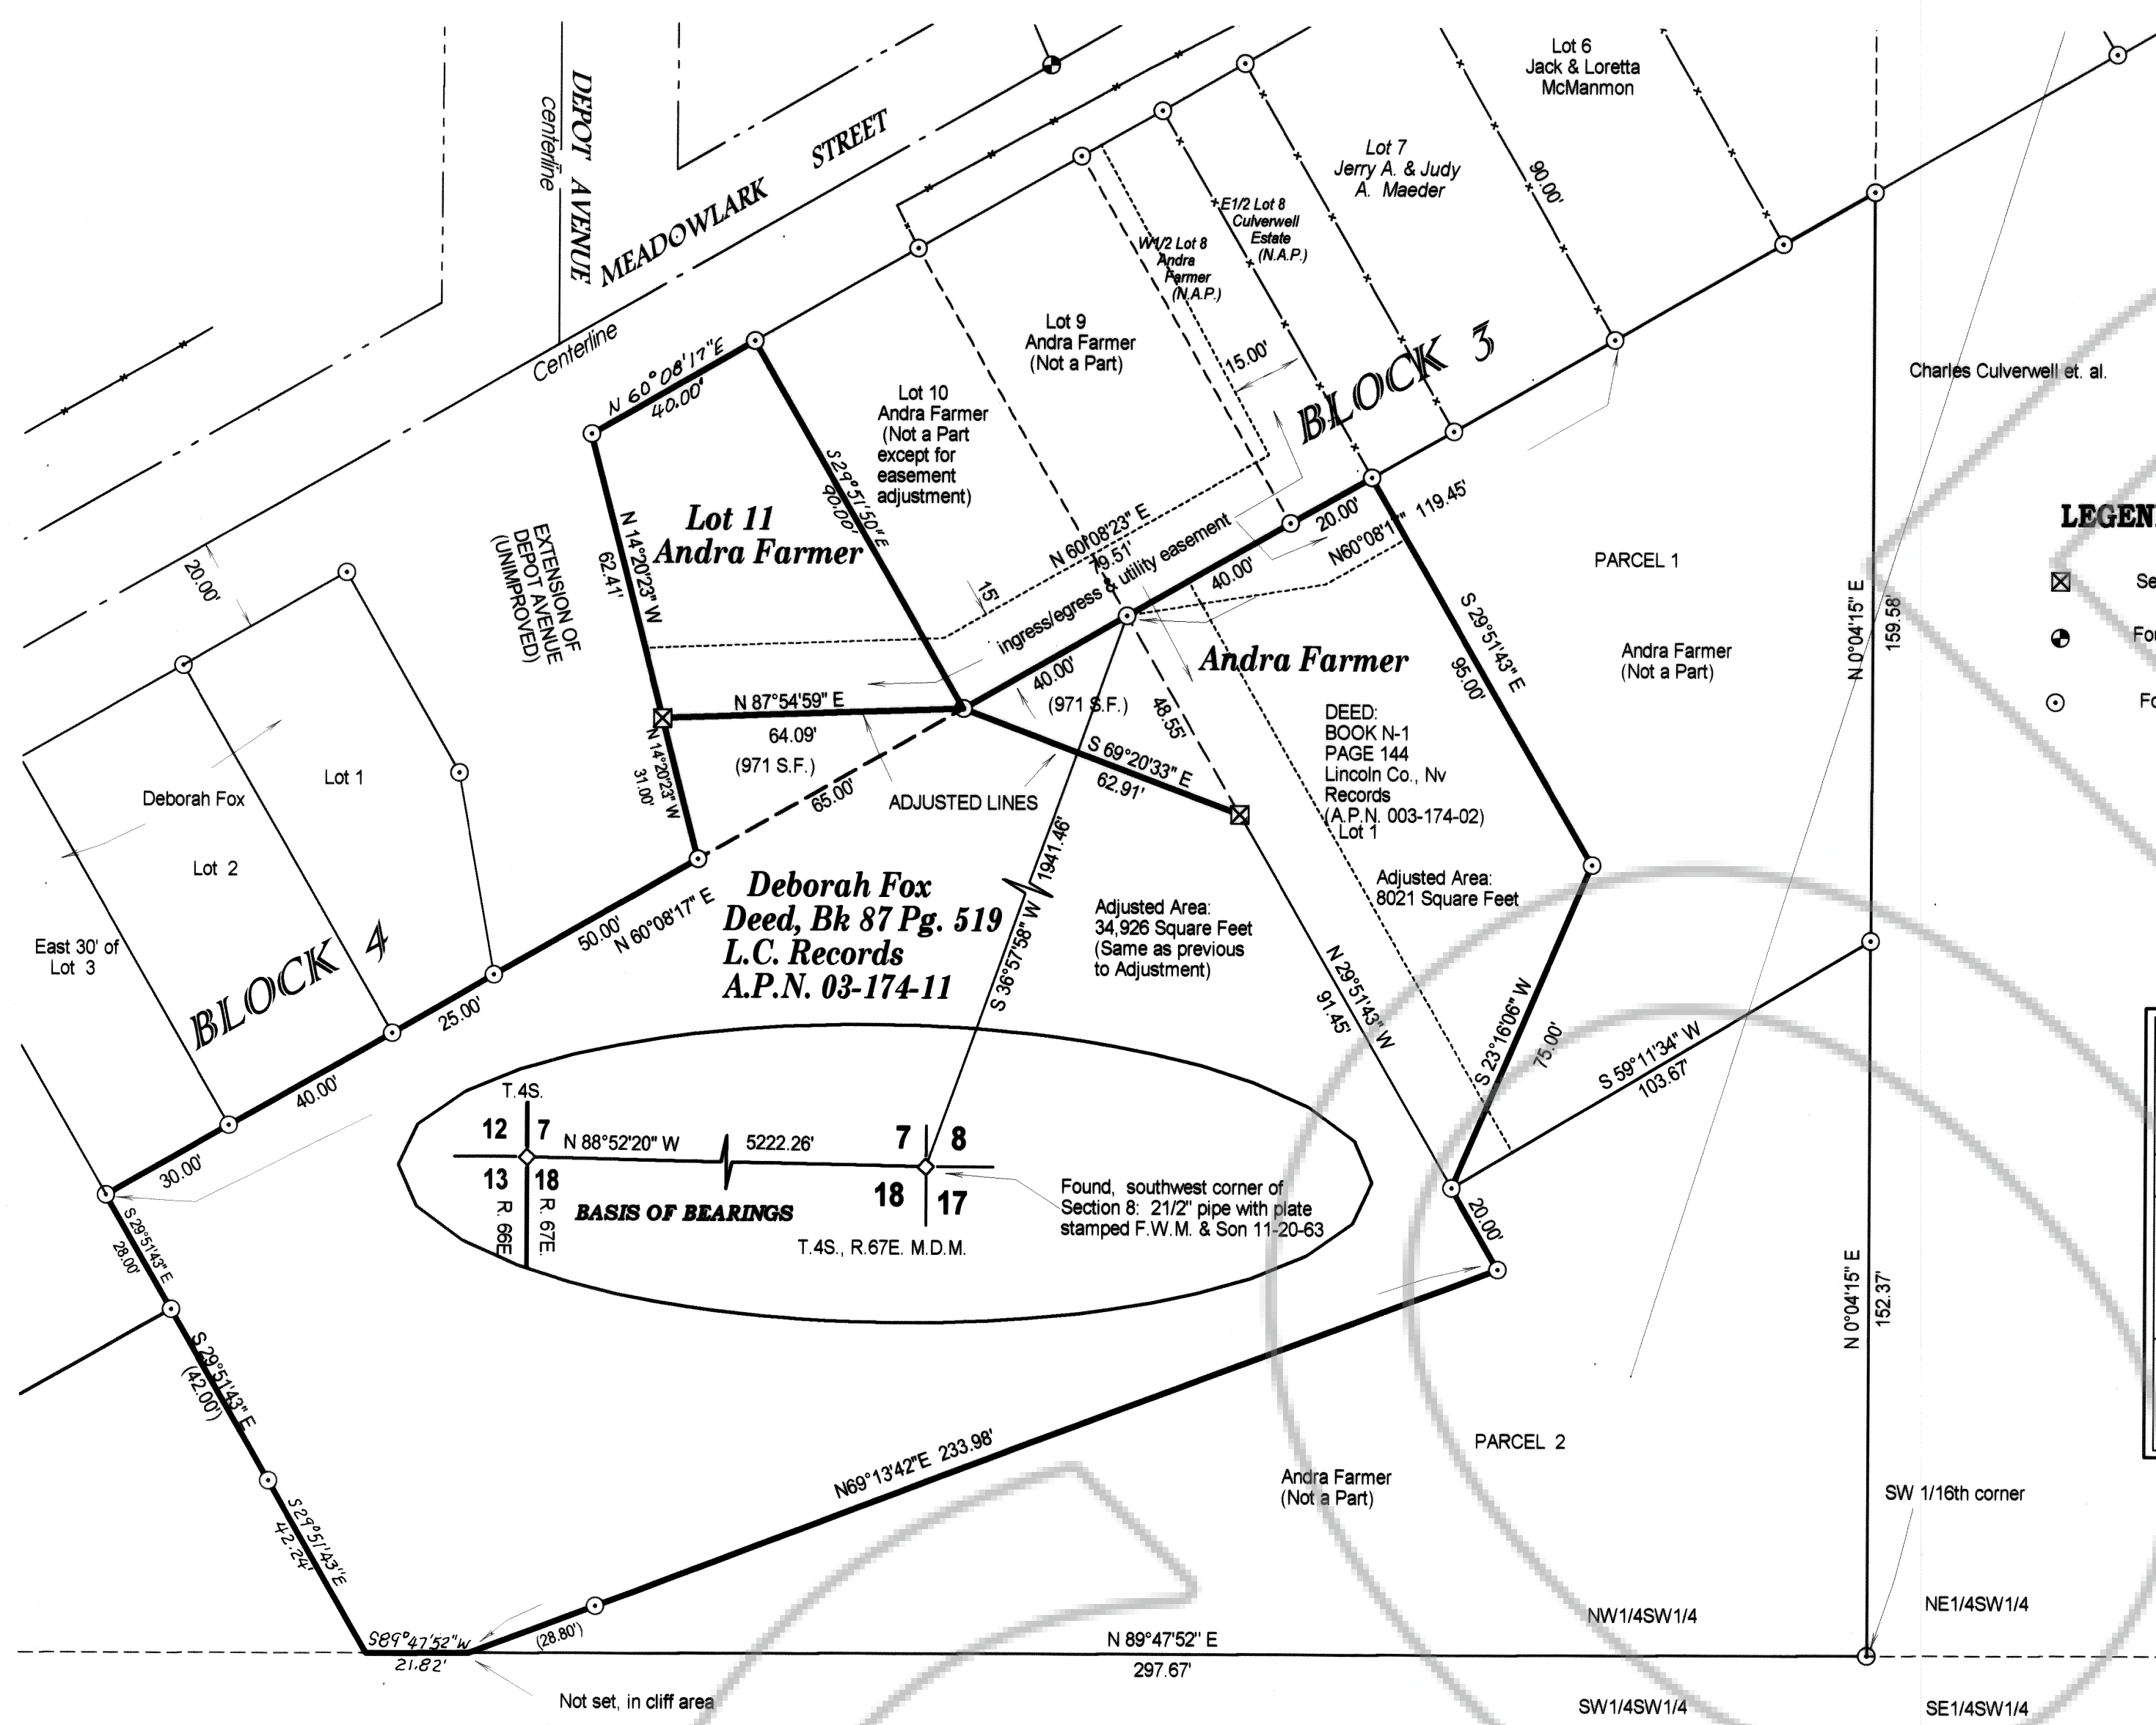 DEPOT AVENUE
centerline
MEADOWLARK STREET
Centerline
Lot 6
Jack & Loretta
McManmon
Lot 7
Jerry A. & Judy
A. Maeder
90.00'
E1/2 Lot 8
Culverwell
Estate
(N.A.P.)
W1/2 Lot 8
Andra
Farmer
(N.A.P.)
Lot 9
Andra Farmer
(Not a Part)
15.00'
BLOCK 3
Charles Culverwell et. al.
N 60°08'17"E
40.00'
Lot 10
Andra Farmer
(Not a Part
except for
easement
adjustment)
S29°51'50"E
90.00'
Lot 11
Andra Farmer
N 14°20'23" W
62.41'
EXTENSION OF
DEPOT AVENUE
(UNIMPROVED)
20.00'
N 60°08'23" E
79.51'
15'
ingress/egress & utility easement
20.00'
N60°08'1 " 119.45'
40.00'
40.00'
LEGEN
Se
Fo
PARCEL 1
Andra Farmer
(Not a Part)
N 0°04'15" E
159.58'
S 29°51'43" E
95.00'
Andra Farmer
DEED:
BOOK N-1
PAGE 144
Lincoln Co., Nv
Records
(A.P.N. 003-174-02)
Lot 1
Adjusted Area:
8021 Square Feet
(971 S.F.)
48.55'
S 69°20'33" E
62.91'
N 87°54'59" E
64.09'
(971 S.F.)
N 14°20'23" W
31.00'
65.00'
ADJUSTED LINES
1941.46'
S 36°57'58" W
Deborah Fox
Lot 1
Lot 2
East 30' of
Lot 3
BLOCK 4
Deborah Fox
Deed, Bk 87 Pg. 519
L.C. Records
A.P.N. 03-174-11
50.00'
N 60°08'17" E
25.00'
40.00'
30.00'
Adjusted Area:
34,926 Square Feet
(Same as previous
to Adjustment)
N 29°51'43" W
91.45'
S 23°16'06" W
75.00'
S 59°11'34" W
103.67'
20.00'
T.4S.
12 7
13 18
R. 66E.
R. 67E.
N 88°52'20" W 5222.26'
7 8
18 17
BASIS OF BEARINGS
T.4S., R.67E. M.D.M.
Found, southwest corner of
Section 8: 21/2" pipe with plate
stamped F.W.M. & Son 11-20-63
S 29°51'43" E
28.00'
S 29°51'43" E
(42.00')
S29°51'43"E
42.24'
N69°13'42"E 233.98'
N 0°04'15" E
152.37'
PARCEL 2
Andra Farmer
(Not a Part)
SW 1/16th corner
S89°47'52"W
21.82'
(28.80')
N 89°47'52" E
297.67'
Not set, in cliff area
NW1/4SW1/4
NE1/4SW1/4
SW1/4SW1/4
SE1/4SW1/4